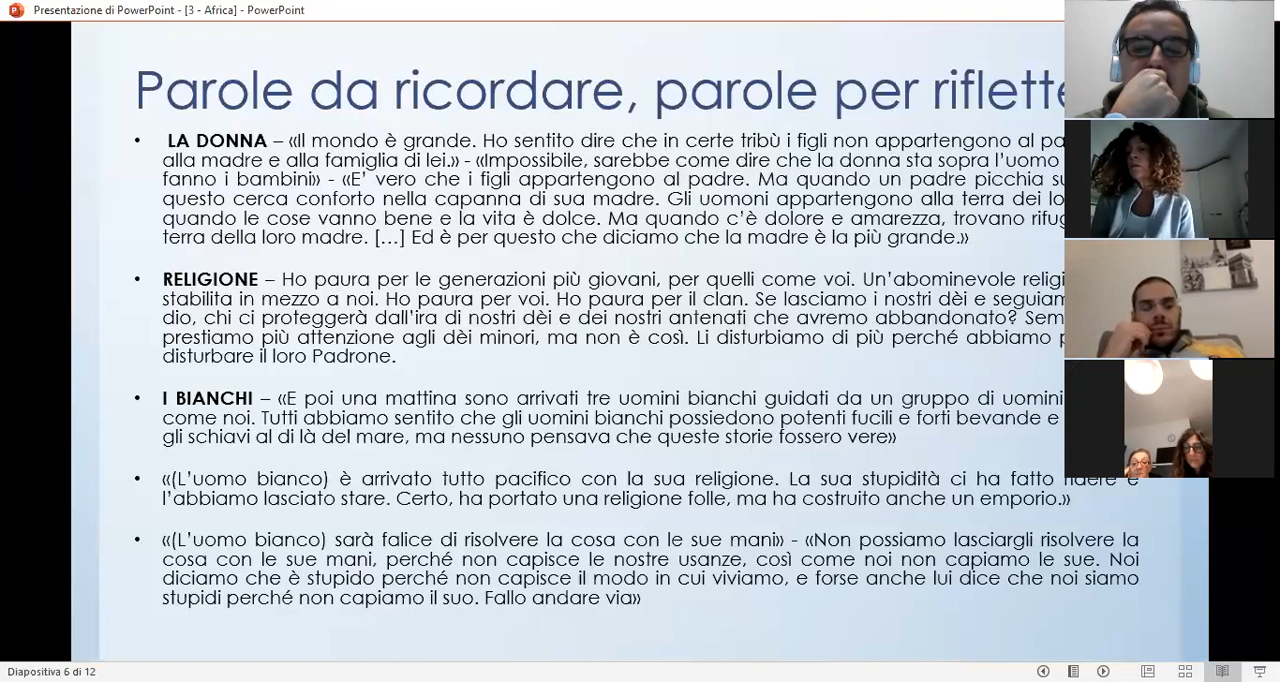 Presentazione di PowerPoint - [3 - Africa] - PowerPoint
Parole da ricordare, parole per
• LA DONNA – «Il mondo è grande. Ho sentito dire che in certe tribù i figli non appartengono al
alla madre e alla famiglia di lei.» - «Impossibile, sarebbe come dire che la donna sta sopra l’uomo
fanno i bambini» - «E’ vero che i figli appartengono al padre. Ma quando un padre picchia
questo cerca conforto nella capanna di sua madre. Gli uomoni appartengono alla terra dei
quando le cose vanno bene e la vita è dolce. Ma quando c’è dolore e amarezza, trovano
terra della loro madre. […] Ed è per questo che diciamo che la madre è la più grande.»
• RELIGIONE – Ho paura per le generazioni più giovani, per quelli come voi. Un’abominevole
stabilita in mezzo a noi. Ho paura per voi. Ho paura per il clan. Se lasciamo i nostri dèi e
dio, chi ci proteggerà dall’ira di nostri dèi e dei nostri antenati che avremo abbandonato?
prestiamo più attenzione agli dèi minori, ma non è così. Li disturbiamo di più perché abbiamo
disturbare il loro Padrone.
• I BIANCHI – «E poi una mattina sono arrivati tre uomini bianchi guidati da un gruppo di uomini
come noi. Tutti abbiamo sentito che gli uomini bianchi possiedono potenti fucili e forti bevande e
gli schiavi al di là del mare, ma nessuno pensava che queste storie fossero vere»
• «(L’uomo bianco) è arrivato tutto pacifico con la sua religione. La sua stupidità ci ha fatto ridere e
l’abbiamo lasciato stare. Certo, ha portato una religione folle, ma ha costruito anche un emporio.»
• «(L’uomo bianco) sarà falice di risolvere la cosa con le sue mani» - «Non possiamo lasciargli risolvere la
cosa con le sue mani, perché non capisce le nostre usanze, così come noi non capiamo le sue. Noi
diciamo che è stupido perché non capisce il modo in cui viviamo, e forse anche lui dice che noi siamo
stupidi perché non capiamo il suo. Fallo andare via»
Diapositiva 6 di 12